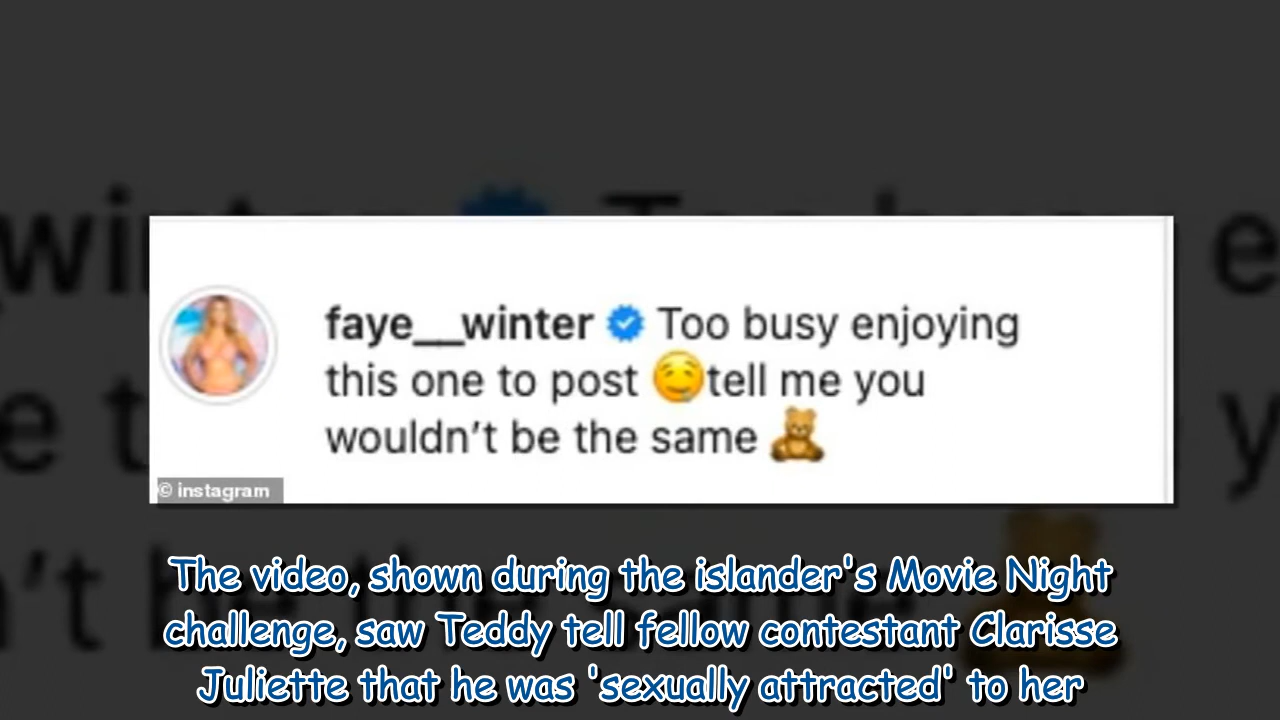 faye__winter Too busy enjoying
this one to post 🤤tell me you
wouldn't be the same 🧸
© instagram
The video, shown during the islander's Movie Night
challenge, saw Teddy tell fellow contestant Clarisse
Juliette that he was 'sexually attracted' to her